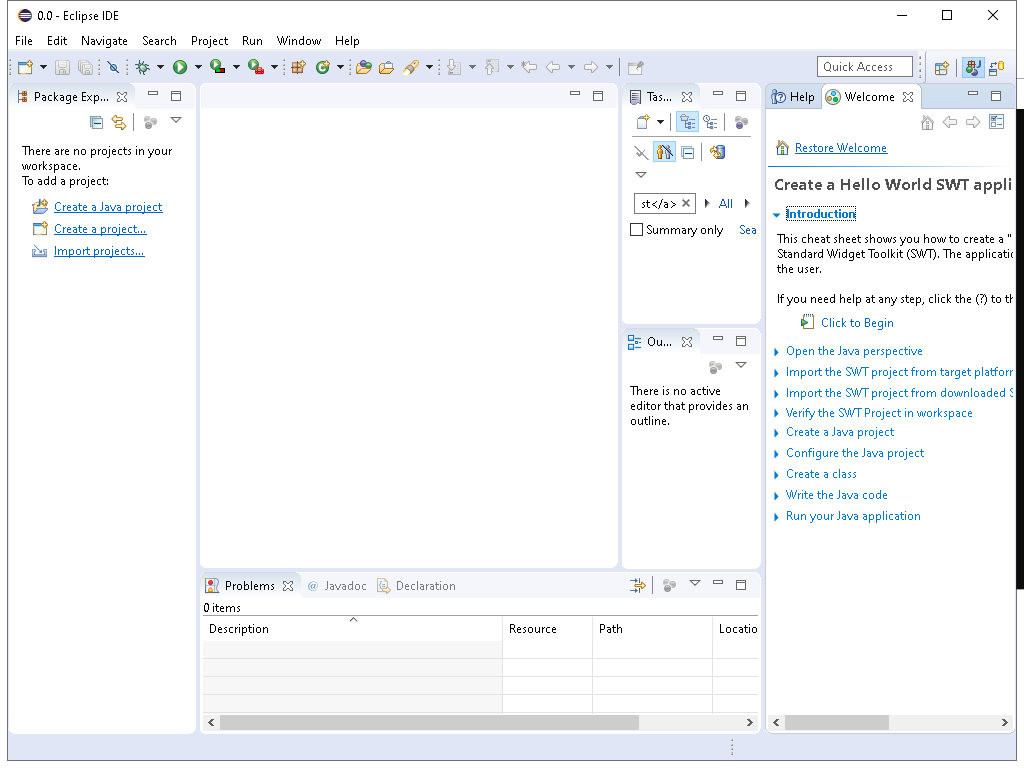 0.0 - Eclipse IDE
File Edit Navigate Search Project Run Window Help
Quick Access
Package Exp...
There are no projects in your
workspace.
To add a project:
Create a Java project
Create a project...
Import projects...
Tas...
st</a>
All
Summary only
Sea
Ou...
There is no active
editor that provides an
outline.
Help Welcome
Restore Welcome
Create a Hello World SWT appli
Introduction
This cheat sheet shows you how to create a "
Standard Widget Toolkit (SWT). The applicatic
the user.
If you need help at any step, click the (?) to th
Click to Begin
Open the Java perspective
Import the SWT project from target platforr
Import the SWT project from downloaded S
Verify the SWT Project in workspace
Create a Java project
Configure the Java project
Create a class
Write the Java code
Run your Java application
Problems @ Javadoc Declaration
0 items
Description Resource Path Locatio